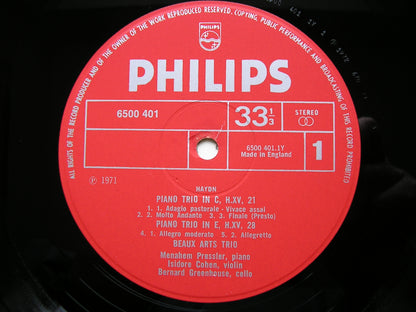 ALL RIGHTS OF THE RECORD PRODUCER AND OF THE OWNER OF THE WORK REPRODUCED RESERVED. COPYING, PUBLIC PERFORMANCE AND BROADCASTING OF THIS RECORD PROHIBITED
PHILIPS
PHILIPS
6500 401
33 1/3
STEREO
6500 401.1Y
Made in England
1
℗ 1971
HAYDN
PIANO TRIO IN C, H.XV, 21
1. 1. Adagio pastorale - Vivace assai
2. 2. Molto Andante 3. 3. Finale (Presto)
PIANO TRIO IN E, H.XV, 28
4. 1. Allegro moderato 5. 2. Allegretto
BEAUX ARTS TRIO
Menahem Pressler, piano
Isidore Cohen, violin
Bernard Greenhouse, cello